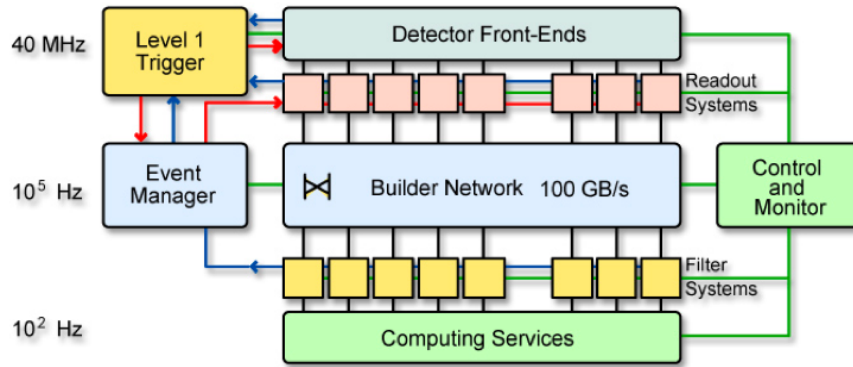 40 MHz
Level 1
Trigger
Detector Front-Ends
Readout
Systems
10⁵ Hz
Event
Manager
Builder Network 100 GB/s
Control
and
Monitor
Filter
Systems
10² Hz
Computing Services